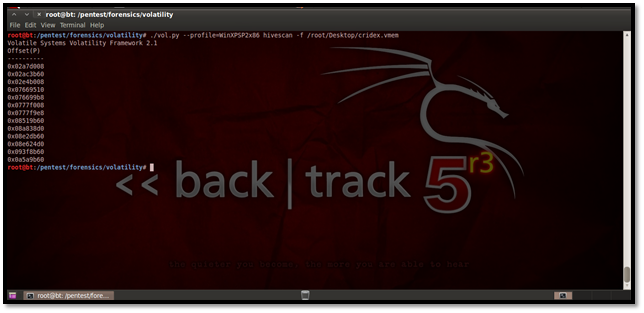 root@bt: /pentest/forensics/volatility
File Edit View Terminal Help
root@bt:/pentest/forensics/volatility# ./vol.py --profile=WinXPSP2x86 hivescan -f /root/Desktop/cridex.vmem
Volatile Systems Volatility Framework 2.1
Offset(P)
----------
0x02a7d008
0x02ac3b60
0x02e4b008
0x07669510
0x076699b8
0x0777f008
0x0777f9e8
0x08519b60
0x08a838d0
0x08e2db60
0x08e624d0
0x093f8b60
0x0a5a9b60
root@bt:/pentest/forensics/volatility#
<< back | track 5 r3
the quieter you become, the more you are able to hear
root@bt: /pentest/fore...